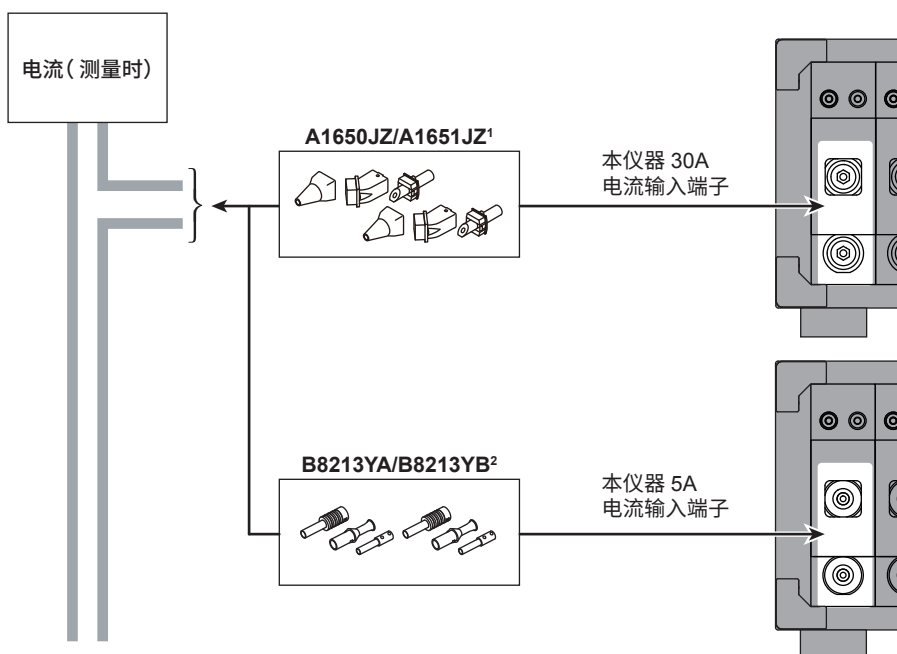 电流(测量时)
A1650JZ/A1651JZ¹
本仪器 30A
电流输入端子
B8213YA/B8213YB²
本仪器 5A
电流输入端子